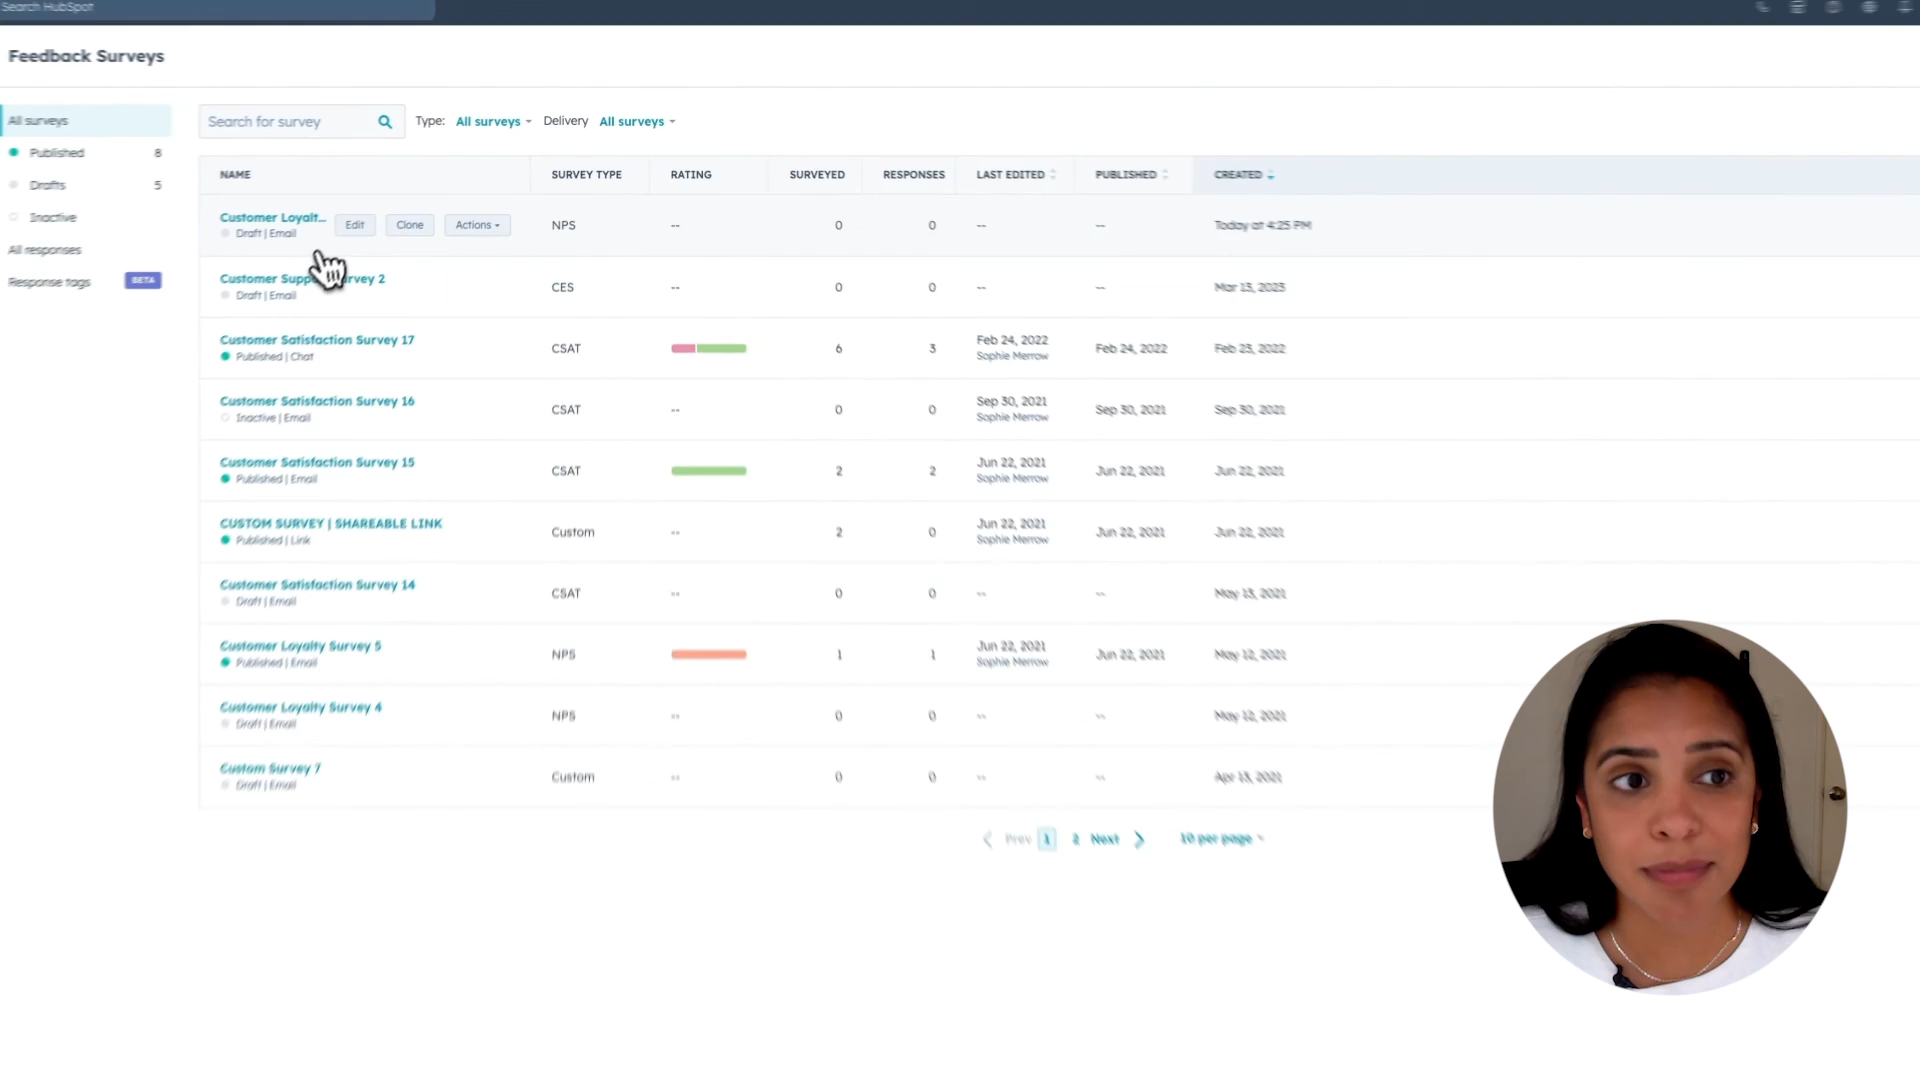 Search HubSpot
Feedback Surveys
All surveys
Published 8
Drafts 5
Inactive
All responses
Response tags BETA
Search for survey Type: All surveys Delivery All surveys
NAME SURVEY TYPE RATING SURVEYED RESPONSES LAST EDITED PUBLISHED CREATED
Customer Loyalt... Edit Clone Actions NPS -- 0 0 -- -- Today at 4:25 PM
Draft | Email
Customer Supp rvey 2 CES -- 0 0 -- -- Mar 13, 2023
Draft | Email
Customer Satisfaction Survey 17 CSAT 6 3 Feb 24, 2022 Feb 24, 2022 Feb 23, 2022
Published | Chat Sophie Merrow
Customer Satisfaction Survey 16 CSAT -- 0 0 Sep 30, 2021 Sep 30, 2021 Sep 30, 2021
Inactive | Email Sophie Merrow
Customer Satisfaction Survey 15 CSAT 2 2 Jun 22, 2021 Jun 22, 2021 Jun 22, 2021
Published | Email Sophie Merrow
CUSTOM SURVEY | SHAREABLE LINK Custom -- 2 0 Jun 22, 2021 Jun 22, 2021 Jun 22, 2021
Published | Link Sophie Merrow
Customer Satisfaction Survey 14 CSAT -- 0 0 -- -- May 13, 2021
Draft | Email
Customer Loyalty Survey 5 NPS 1 1 Jun 22, 2021 Jun 22, 2021 May 12, 2021
Published | Email Sophie Merrow
Customer Loyalty Survey 4 NPS -- 0 0 -- -- May 12, 2021
Draft | Email
Custom Survey 7 Custom -- 0 0 -- -- Apr 13, 2021
Draft | Email
Prev 1 2 Next 10 per page